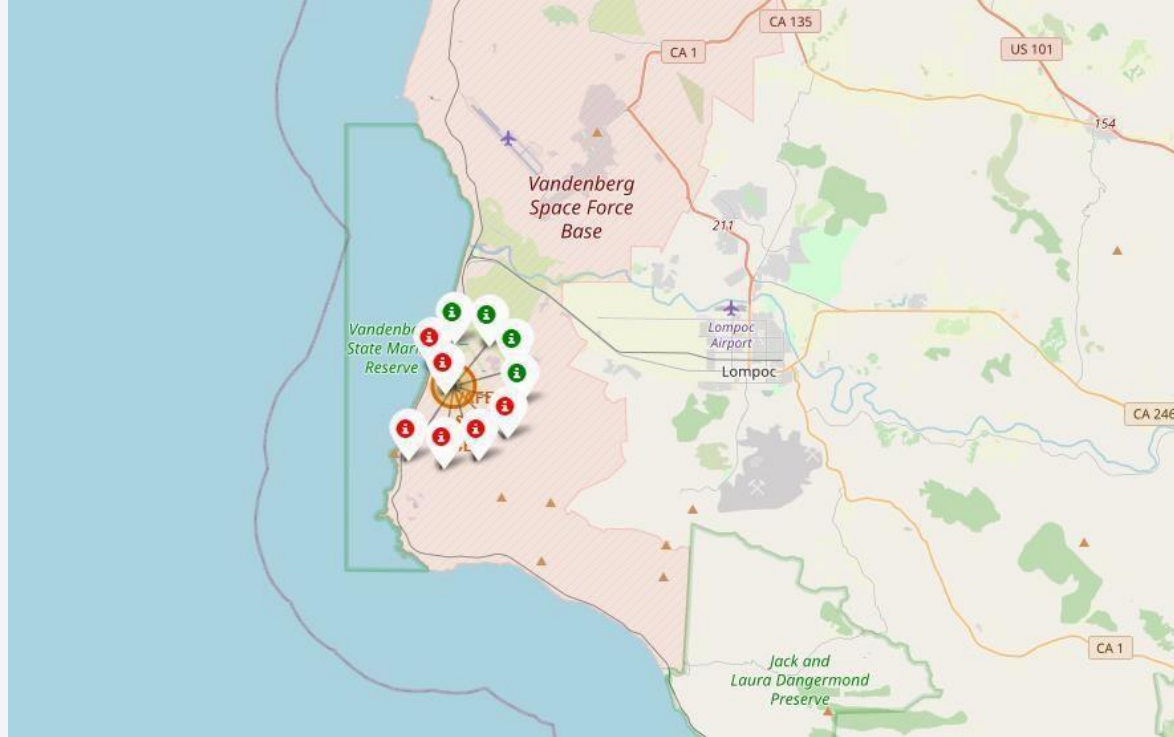 CA 135
US 101
CA 1
154
Vandenberg
Space Force
Base
211
Lompoc
Airport
State
Reserve
Lompoc
CA 246
CA 1
Jack and
Laura Dangermond
Preserve